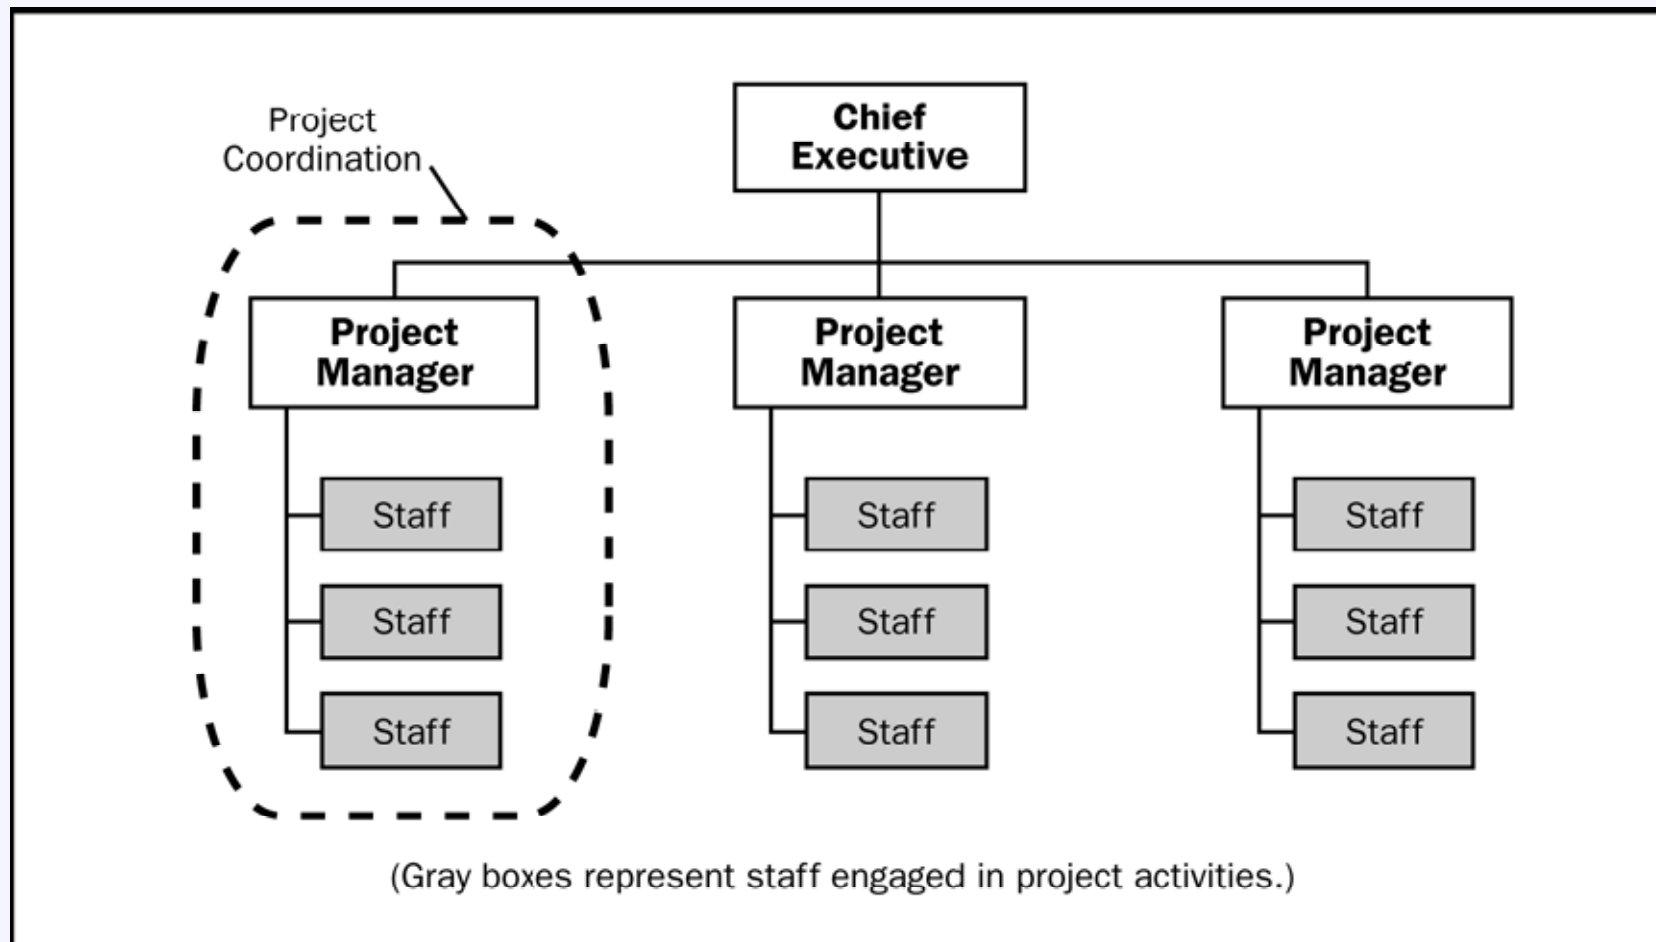 Project
Coordination
Chief
Executive
Project
Manager
Project
Manager
Project
Manager
Staff
Staff
Staff
Staff
Staff
Staff
Staff
Staff
Staff
(Gray boxes represent staff engaged in project activities.)